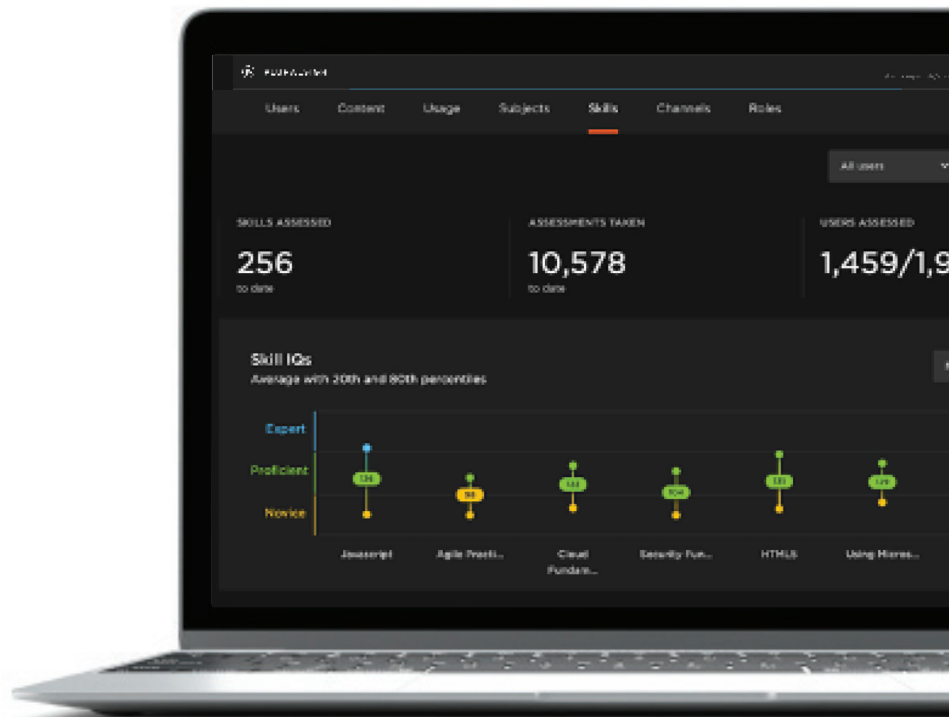 Users Content Usage Subjects Skills Channels Roles
All users
SKILLS ASSESSED ASSESSMENTS TAKEN USERS ASSESSED
256 10,578 1,459/1,9
to date to date
Skill IQs
Average with 20th and 80th percentiles
Expert
Proficient
Novice
98
104
Javascript Agile Practi... Cloud Security Fun... HTML5 Using Micros...
Fundam...